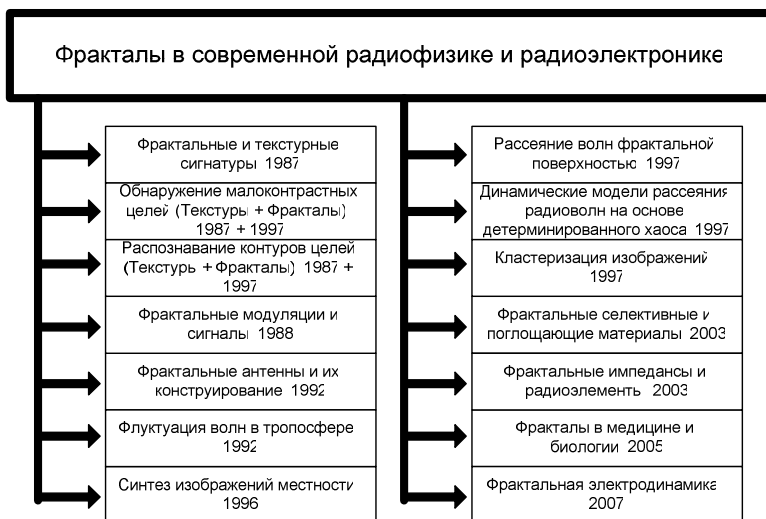 Фракталы в современной радиофизике и радиоэлектронике
Фрактальные и текстурные
сигнатуры 1987
Обнаружение малоконтрастных
целей (Текстуры + Фракталы)
1987 + 1997
Распознавание контуров целей
(Текстуры + Фракталы) 1987 +
1997
Фрактальные модуляции и
сигналы 1988
Фрактальные антенны и их
конструирование 1992
Флуктуация волн в тропосфере
1992
Синтез изображений местности
1996
Рассеяние волн фрактальной
поверхностью 1997
Динамические модели рассеяния
радиоволн на основе
детерминированного хаоса 1997
Кластеризация изображений
1997
Фрактальные селективные и
поглощающие материалы 2003
Фрактальные импедансы и
радиоэлементы 2003
Фракталы в медицине и
биологии 2005
Фрактальная электродинамика
2007